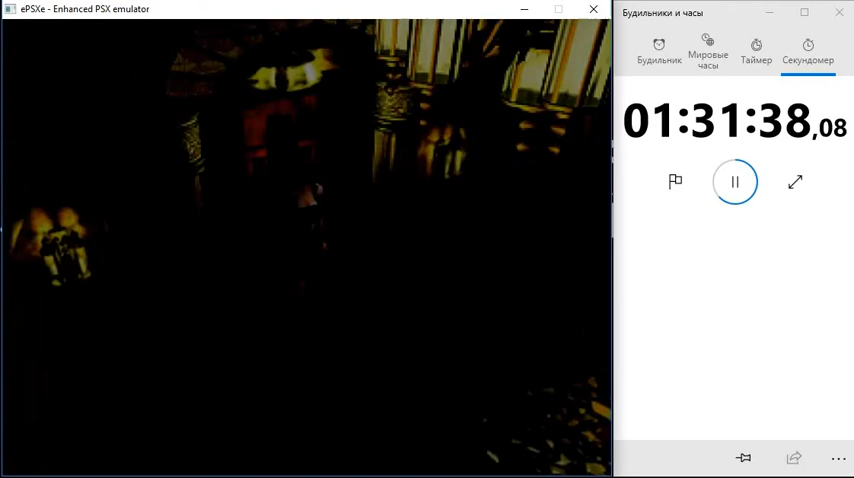 ePSXe - Enhanced PSX emulator
Будильники и часы
Будильник
Мировые
часы
Таймер
Секундомер
01:31:38,08